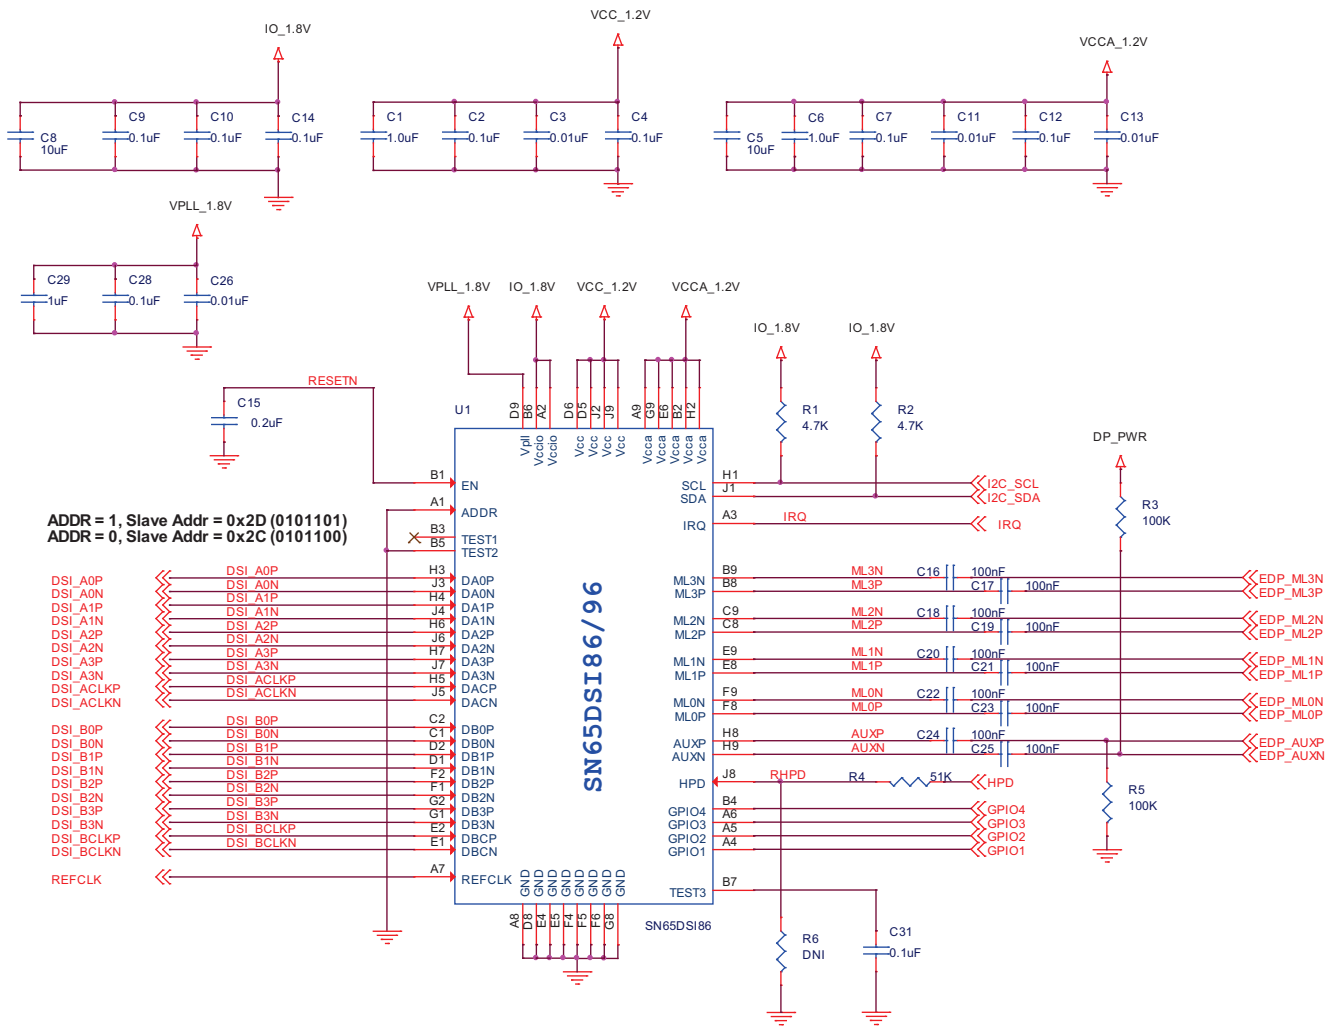 IO_1.8V
VCC_1.2V
VCCA_1.2V
C8
10uF
C9
0.1uF
C10
0.1uF
C14
0.1uF
C1
1.0uF
C2
0.1uF
C3
0.01uF
C4
0.1uF
C5
10uF
C6
1.0uF
C7
0.1uF
C11
0.01uF
C12
0.1uF
C13
0.01uF
VPLL_1.8V
C29
1uF
C28
0.1uF
C26
0.01uF
VPLL_1.8V
IO_1.8V
VCC_1.2V
VCCA_1.2V
IO_1.8V
IO_1.8V
RESETN
C15
0.2uF
U1
D9
B6
A2
D6
D5
J2
J9
A9
G9
E6
B2
H2
Vpll
Vccio
Vccio
Vcc
Vcc
Vcc
Vcc
Vcca
Vcca
Vcca
Vcca
Vcca
R1
4.7K
R2
4.7K
DP_PWR
R3
100K
B1 EN
A1 ADDR
B3 TEST1
B5 TEST2
ADDR = 1, Slave Addr = 0x2D (0101101)
ADDR = 0, Slave Addr = 0x2C (0101100)
DSI_A0P DSI_A0P H3 DA0P
DSI_A0N DSI_A0N J3 DA0N
DSI_A1P DSI_A1P H4 DA1P
DSI_A1N DSI_A1N J4 DA1N
DSI_A2P DSI_A2P H6 DA2P
DSI_A2N DSI_A2N J6 DA2N
DSI_A3P DSI_A3P H7 DA3P
DSI_A3N DSI_A3N J7 DA3N
DSI_ACLKP DSI_ACLKP H5 DACP
DSI_ACLKN DSI_ACLKN J5 DACN
DSI_B0P DSI_B0P C2 DB0P
DSI_B0N DSI_B0N C1 DB0N
DSI_B1P DSI_B1P D2 DB1P
DSI_B1N DSI_B1N D1 DB1N
DSI_B2P DSI_B2P F2 DB2P
DSI_B2N DSI_B2N F1 DB2N
DSI_B3P DSI_B3P G2 DB3P
DSI_B3N DSI_B3N G1 DB3N
DSI_BCLKP DSI_BCLKP E2 DBCP
DSI_BCLKN DSI_BCLKN E1 DBCN
REFCLK A7 REFCLK
SN65DSI86/96
SCL H1 I2C_SCL
SDA J1 I2C_SDA
IRQ A3 IRQ IRQ
ML3N B9 ML3N C16 100nF EDP_ML3N
ML3P B8 ML3P C17 100nF EDP_ML3P
ML2N C9 ML2N C18 100nF EDP_ML2N
ML2P C8 ML2P C19 100nF EDP_ML2P
ML1N E9 ML1N C20 100nF EDP_ML1N
ML1P E8 ML1P C21 100nF EDP_ML1P
ML0N F9 ML0N C22 100nF EDP_ML0N
ML0P F8 ML0P C23 100nF EDP_ML0P
AUXP H8 AUXP C24 100nF EDP_AUXP
AUXN H9 AUXN C25 100nF EDP_AUXN
HPD J8 RHPD R4 51K HPD
R5
100K
GPIO4 B4 GPIO4
GPIO3 A6 GPIO3
GPIO2 A5 GPIO2
GPIO1 A4 GPIO1
TEST3 B7
GND
GND
GND
GND
GND
GND
GND
GND
A8
D8
E4
E5
F4
F5
F6
G8
SN65DSI86
R6
DNI
C31
0.1uF